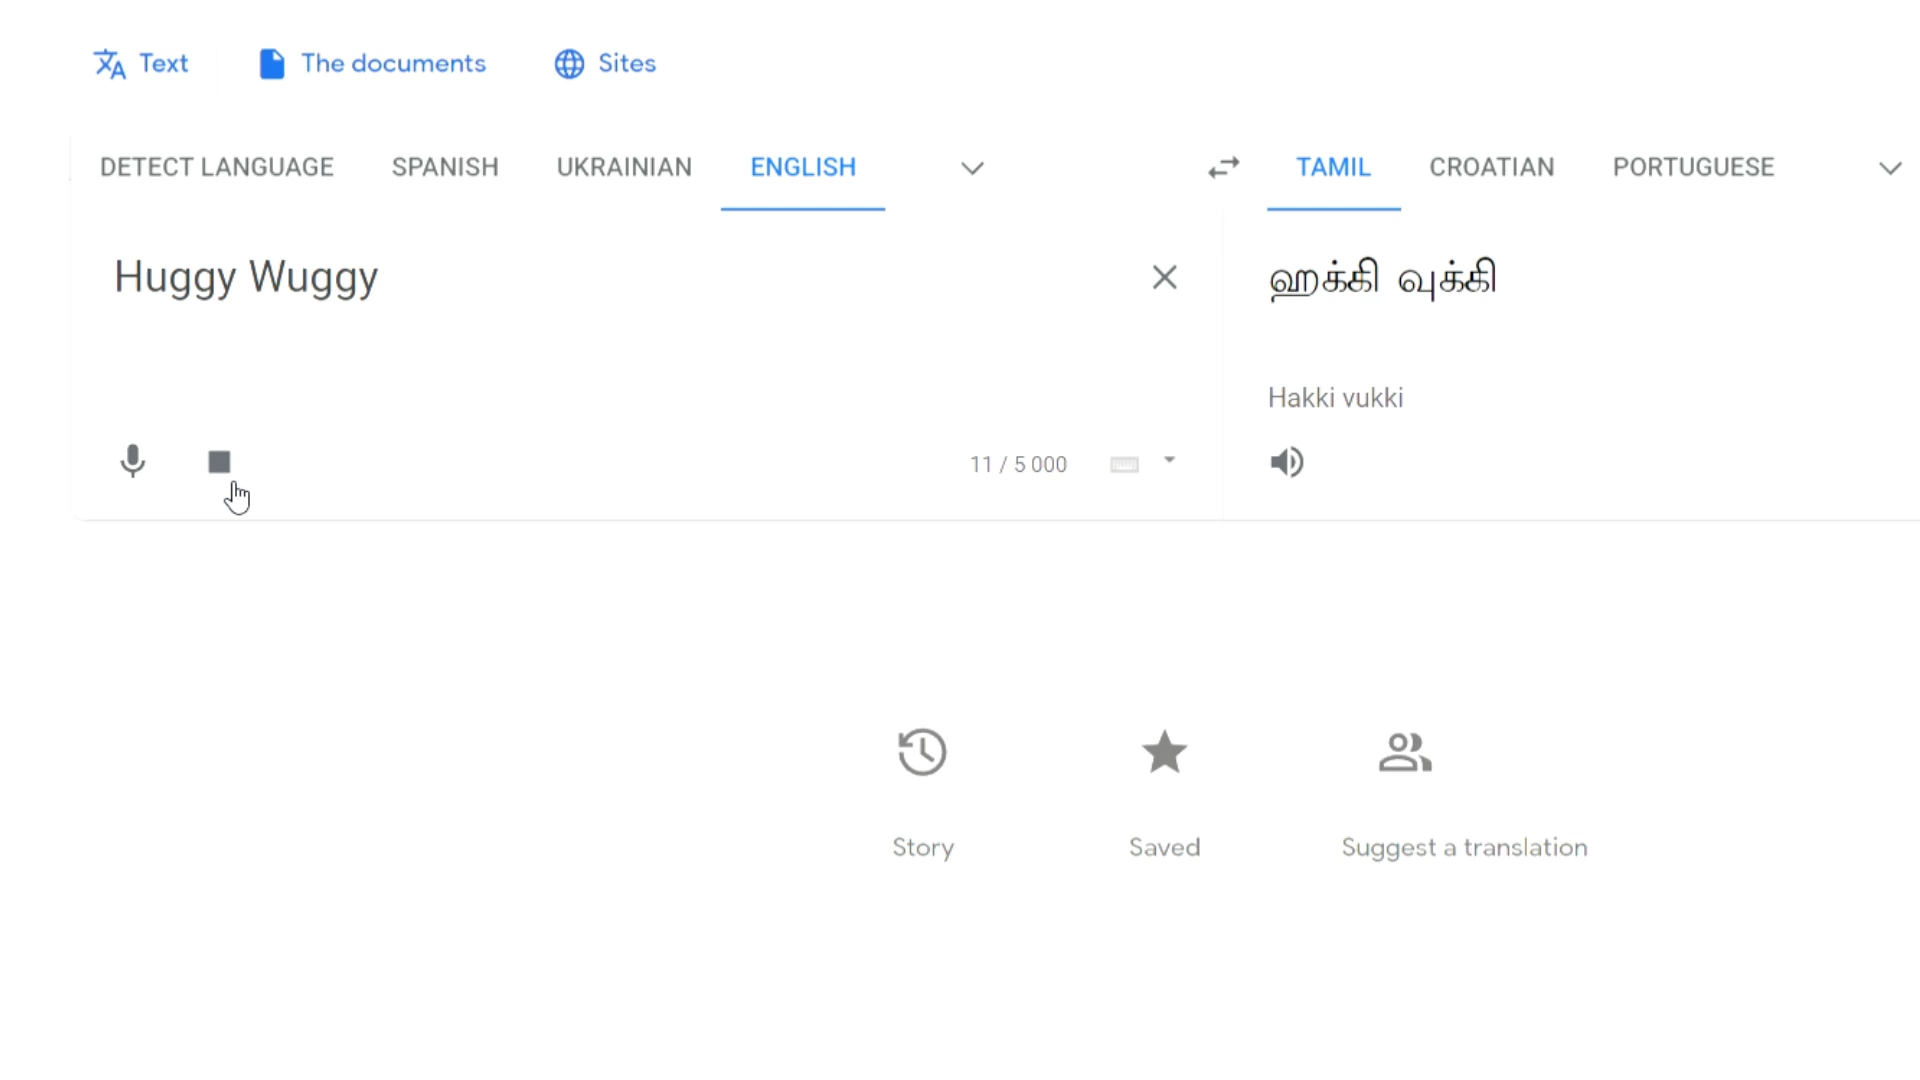 Text The documents Sites
DETECT LANGUAGE SPANISH UKRAINIAN ENGLISH TAMIL CROATIAN PORTUGUESE
Huggy Wuggy
ஹக்கி வுக்கி
Hakki vukki
11 / 5 000
Story Saved Suggest a translation